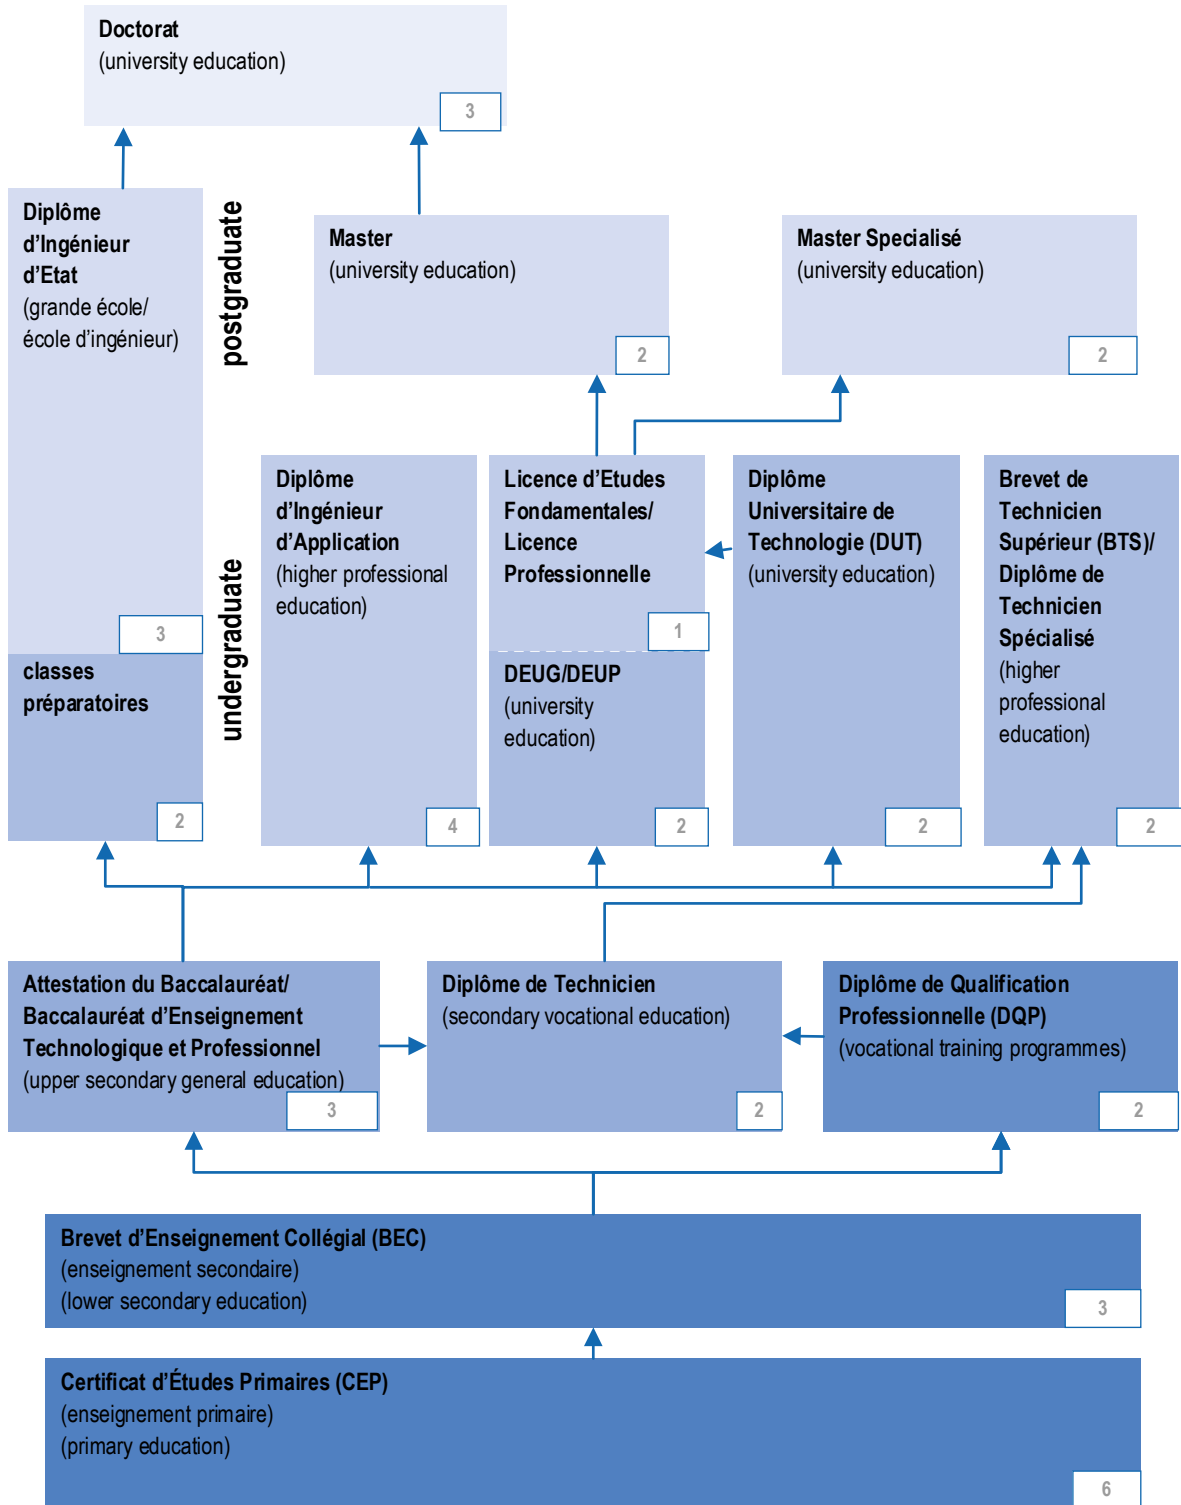 Doctorat
(university education)
3
Diplôme
d’Ingénieur
d’Etat
(grande école/
école d’ingénieur)
3
postgraduate
Master
(university education)
2
Master Specialisé
(university education)
2
undergraduate
classes
préparatoires
2
Diplôme
d’Ingénieur
d’Application
(higher professional
education)
4
Licence d’Etudes
Fondamentales/
Licence
Professionnelle
1
DEUG/DEUP
(university
education)
2
Diplôme
Universitaire de
Technologie (DUT)
(university education)
2
Brevet de
Technicien
Supérieur (BTS)/
Diplôme de
Technicien
Spécialisé
(higher
professional
education)
2
Attestation du Baccalauréat/
Baccalauréat d’Enseignement
Technologique et Professionnel
(upper secondary general education)
3
Diplôme de Technicien
(secondary vocational education)
2
Diplôme de Qualification
Professionnelle (DQP)
(vocational training programmes)
2
Brevet d’Enseignement Collégial (BEC)
(enseignement secondaire)
(lower secondary education)
3
Certificat d’Études Primaires (CEP)
(enseignement primaire)
(primary education)
6